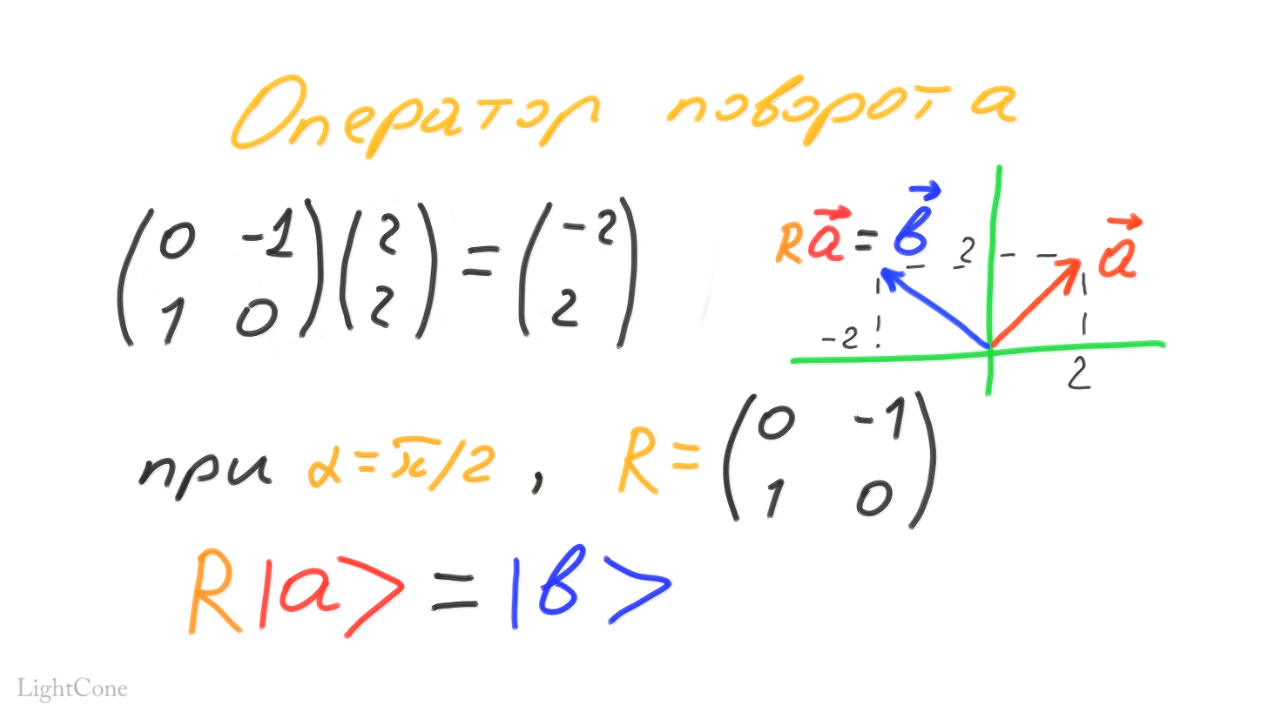 Оператор поворота
(0 -1) (2) = (-2)
(1 0) (2) (2)
Ra⃗ = b⃗
2
a⃗
-2
2
при α=π/2, R= (0 -1)
(1 0)
R|a> = |b>
LightCone